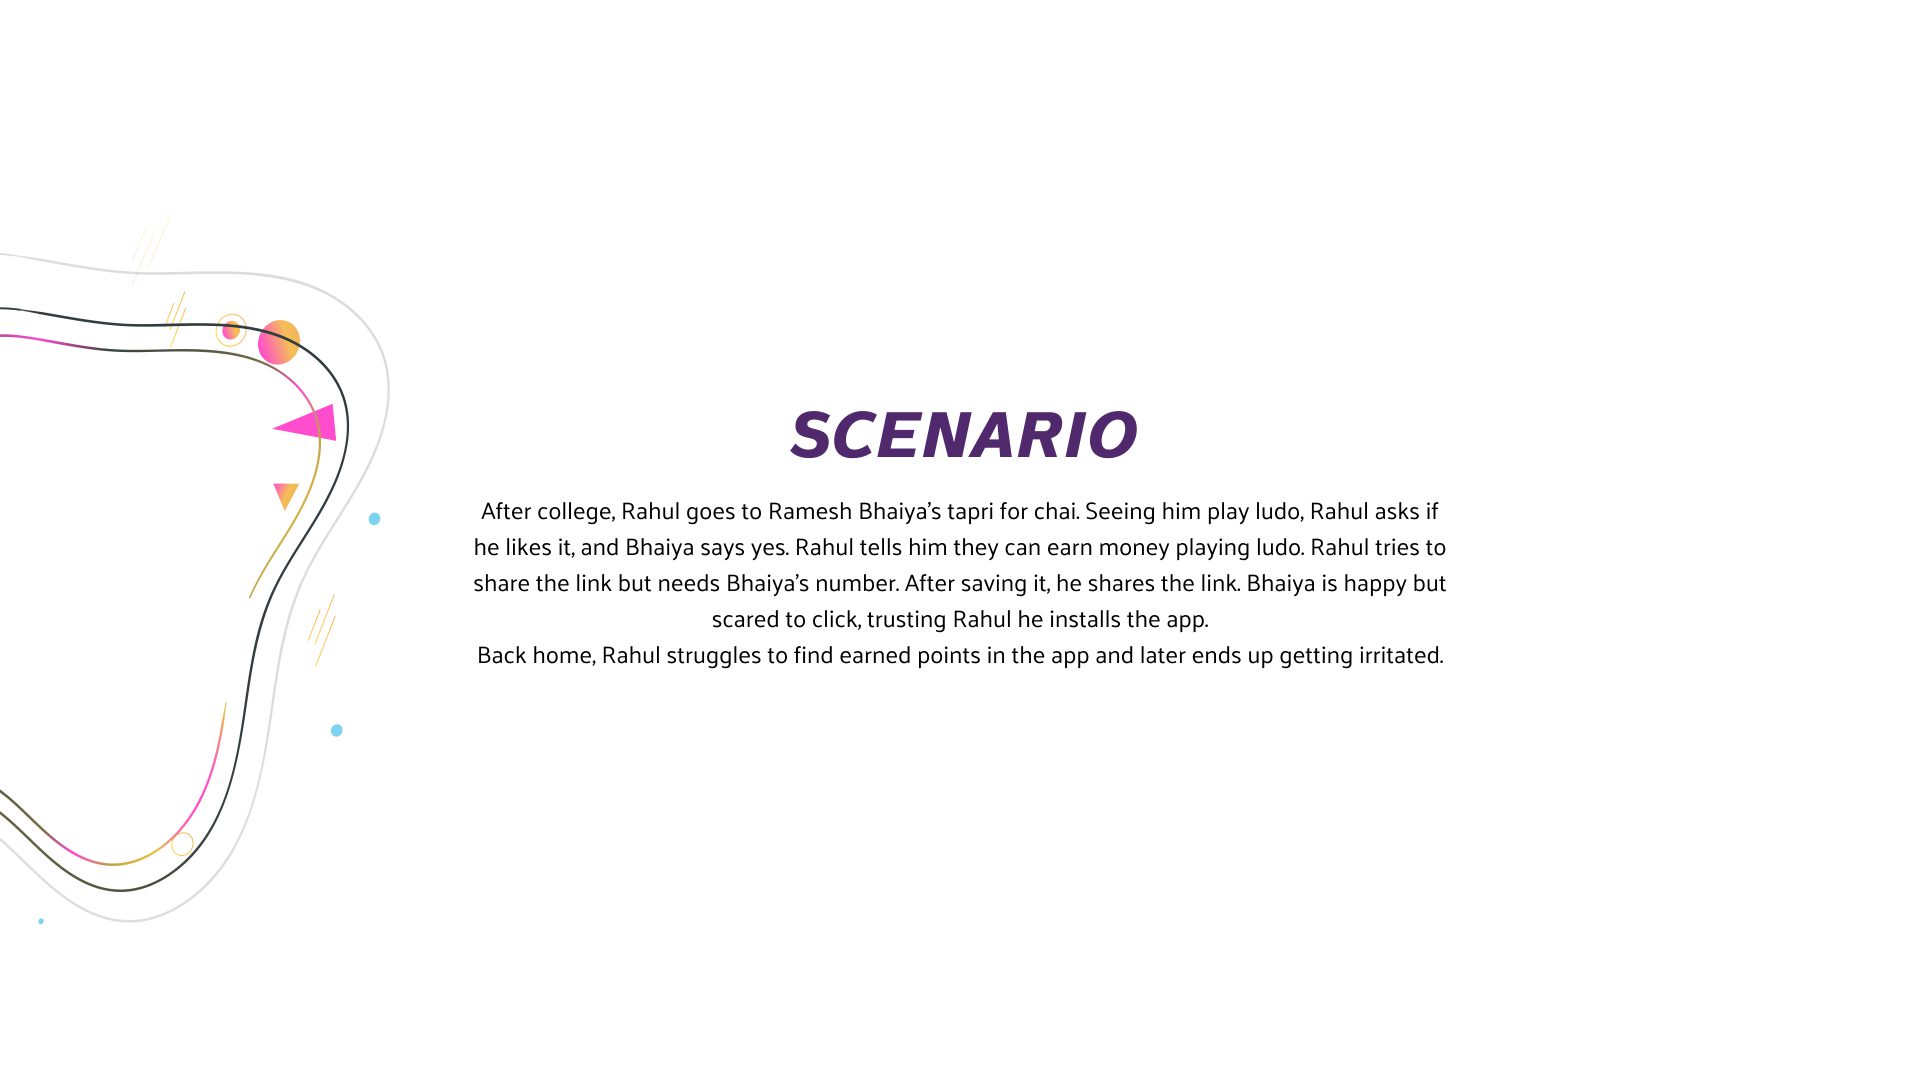 SCENARIO
After college, Rahul goes to Ramesh Bhaiya’s tapri for chai. Seeing him play ludo, Rahul asks if
he likes it, and Bhaiya says yes. Rahul tells him they can earn money playing ludo. Rahul tries to
share the link but needs Bhaiya’s number. After saving it, he shares the link. Bhaiya is happy but
scared to click, trusting Rahul he installs the app.
Back home, Rahul struggles to find earned points in the app and later ends up getting irritated.